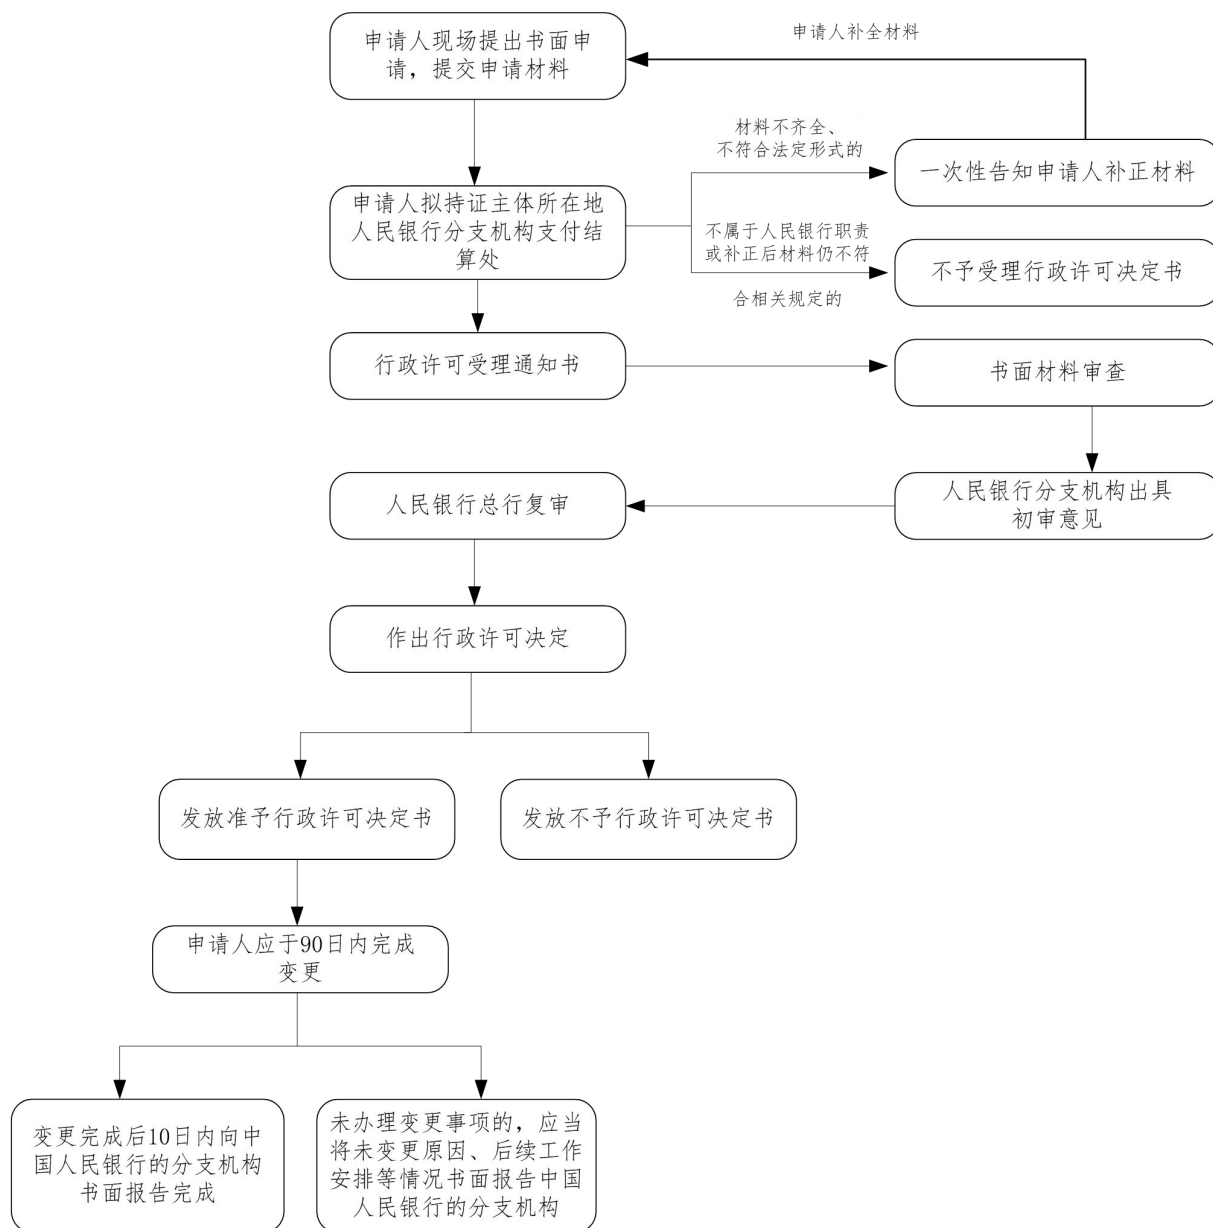 申请人现场提出书面申
请，提交申请材料
申请人补全材料
材料不齐全、
不符合法定形式的
一次性告知申请人补正材料
申请人拟持证主体所在地
人民银行分支机构支付结
算处
不属于人民银行职责
或补正后材料仍不符
合相关规定的
不予受理行政许可决定书
行政许可受理通知书
书面材料审查
人民银行分支机构出具
初审意见
人民银行总行复审
作出行政许可决定
发放准予行政许可决定书
发放不予行政许可决定书
申请人应于90日内完成
变更
变更完成后10日内向中
国人民银行的分支机构
书面报告完成
未办理变更事项的，应当
将未变更原因、后续工作
安排等情况书面报告中国
人民银行的分支机构